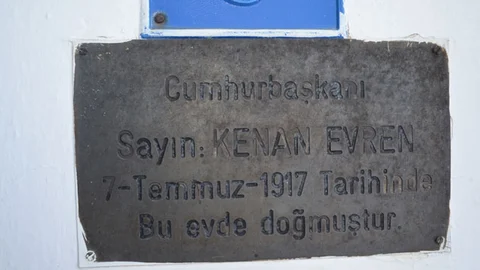 Cumhurbaşkanı
Sayın: KENAN EVREN
7-Temmuz-1917 Tarihinde
Bu evde doğmuştur.